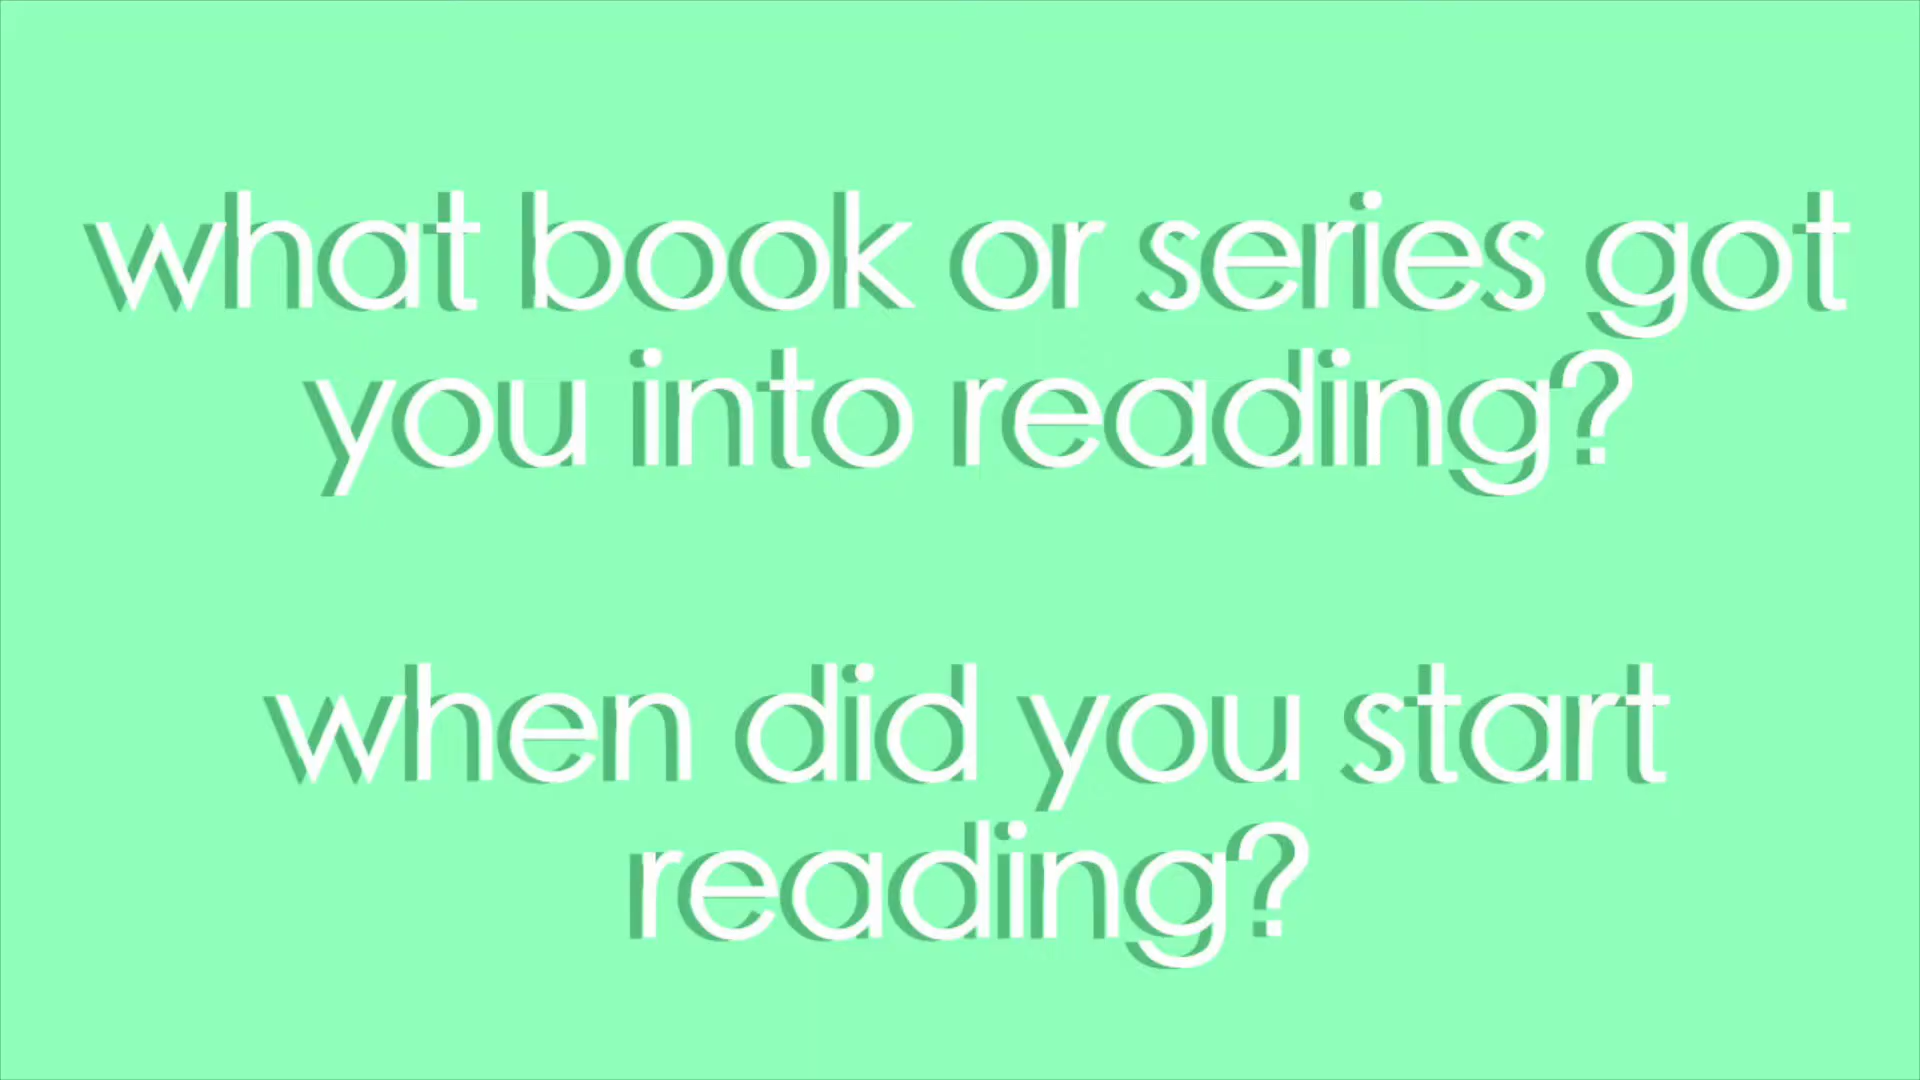 what book or series got
you into reading?
when did you start
reading?